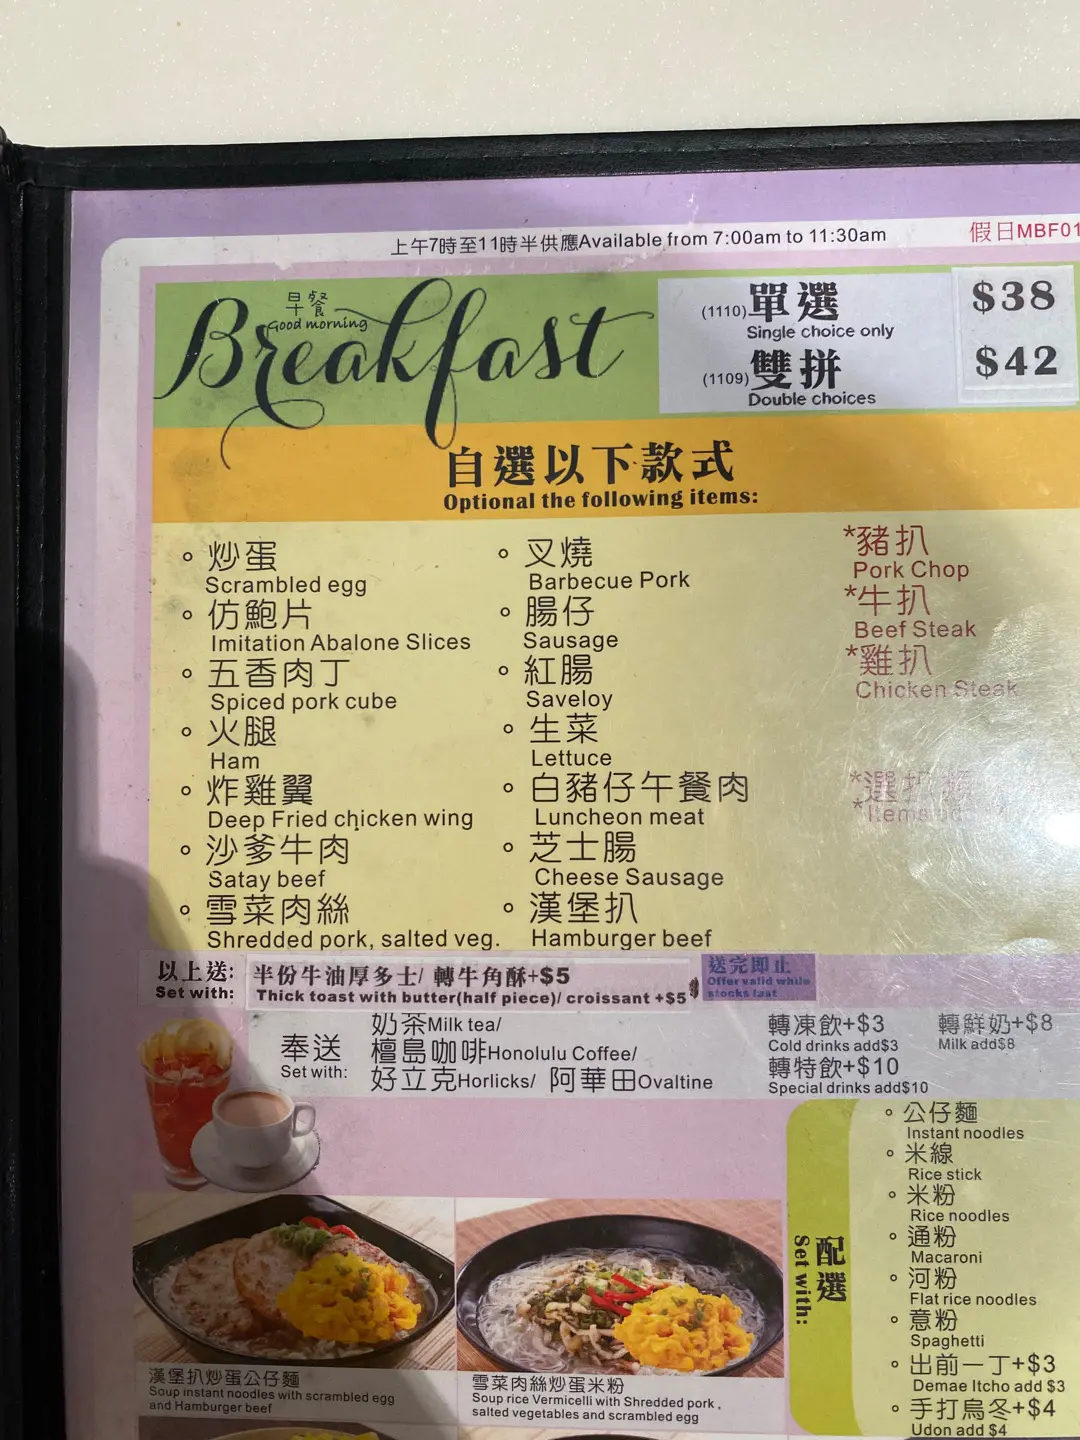 上午7時至11時半供應Available from 7:00am to 11:30am
假日MBF01
早餐
Good morning
Breakfast
(1110)單選 $38
Single choice only
(1109)雙拼 $42
Double choices
自選以下款式
Optional the following items:
炒蛋
Scrambled egg
仿鮑片
Imitation Abalone Slices
五香肉丁
Spiced pork cube
火腿
Ham
炸雞翼
Deep Fried chicken wing
沙爹牛肉
Satay beef
雪菜肉絲
Shredded pork, salted veg.
叉燒
Barbecue Pork
腸仔
Sausage
紅腸
Saveloy
生菜
Lettuce
白豬仔午餐肉
Luncheon meat
芝士腸
Cheese Sausage
漢堡扒
Hamburger beef
*豬扒
Pork Chop
*牛扒
Beef Steak
*雞扒
Chicken Steak
*選扒類
*Items add
以上送:
Set with:
半份牛油厚多士/ 轉牛角酥+$5
Thick toast with butter(half piece)/ croissant +$5
送完即止
Offer valid while
stocks last
奉送
Set with:
奶茶Milk tea/
檀島咖啡Honolulu Coffee/
好立克Horlicks/ 阿華田Ovaltine
轉凍飲+$3
Cold drinks add$3
轉特飲+$10
Special drinks add$10
轉鮮奶+$8
Milk add$8
配選
Set with:
公仔麵
Instant noodles
米線
Rice stick
米粉
Rice noodles
通粉
Macaroni
河粉
Flat rice noodles
意粉
Spaghetti
出前一丁+$3
Demae Itcho add $3
手打烏冬+$4
Udon add $4
漢堡扒炒蛋公仔麵
Soup instant noodles with scrambled egg
and Hamburger beef
雪菜肉絲炒蛋米粉
Soup rice Vermicelli with Shredded pork ,
salted vegetables and scrambled egg